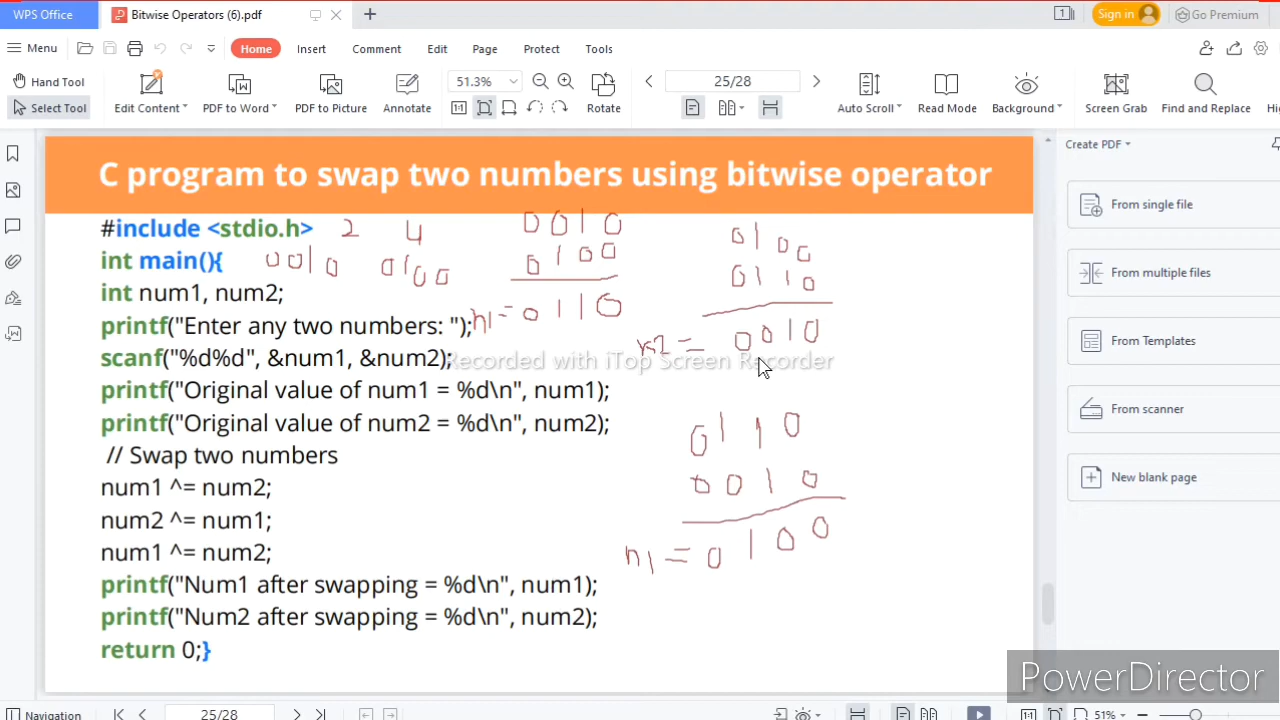 WPS Office
Bitwise Operators (6).pdf
Sign in
Go Premium
Menu
Home
Insert
Comment
Edit
Page
Protect
Tools
Hand Tool
Select Tool
Edit Content
PDF to Word
PDF to Picture
Annotate
51.3%
Rotate
25/28
Auto Scroll
Read Mode
Background
Screen Grab
Find and Replace
C program to swap two numbers using bitwise operator
#include <stdio.h>
2 4
int main(){
0010 0100
int num1, num2;
printf("Enter any two numbers: ");
scanf("%d%d", &num1, &num2);
printf("Original value of num1 = %d\n", num1);
printf("Original value of num2 = %d\n", num2);
// Swap two numbers
num1 ^= num2;
num2 ^= num1;
num1 ^= num2;
printf("Num1 after swapping = %d\n", num1);
printf("Num2 after swapping = %d\n", num2);
return 0;}
0010
0100
n1 = 0110
0100
0110
= 0010
0110
0010
n1 = 0100
Recorded with iTop Screen Recorder
Create PDF
From single file
From multiple files
From Templates
From scanner
New blank page
PowerDirector
Navigation
25/28
51%